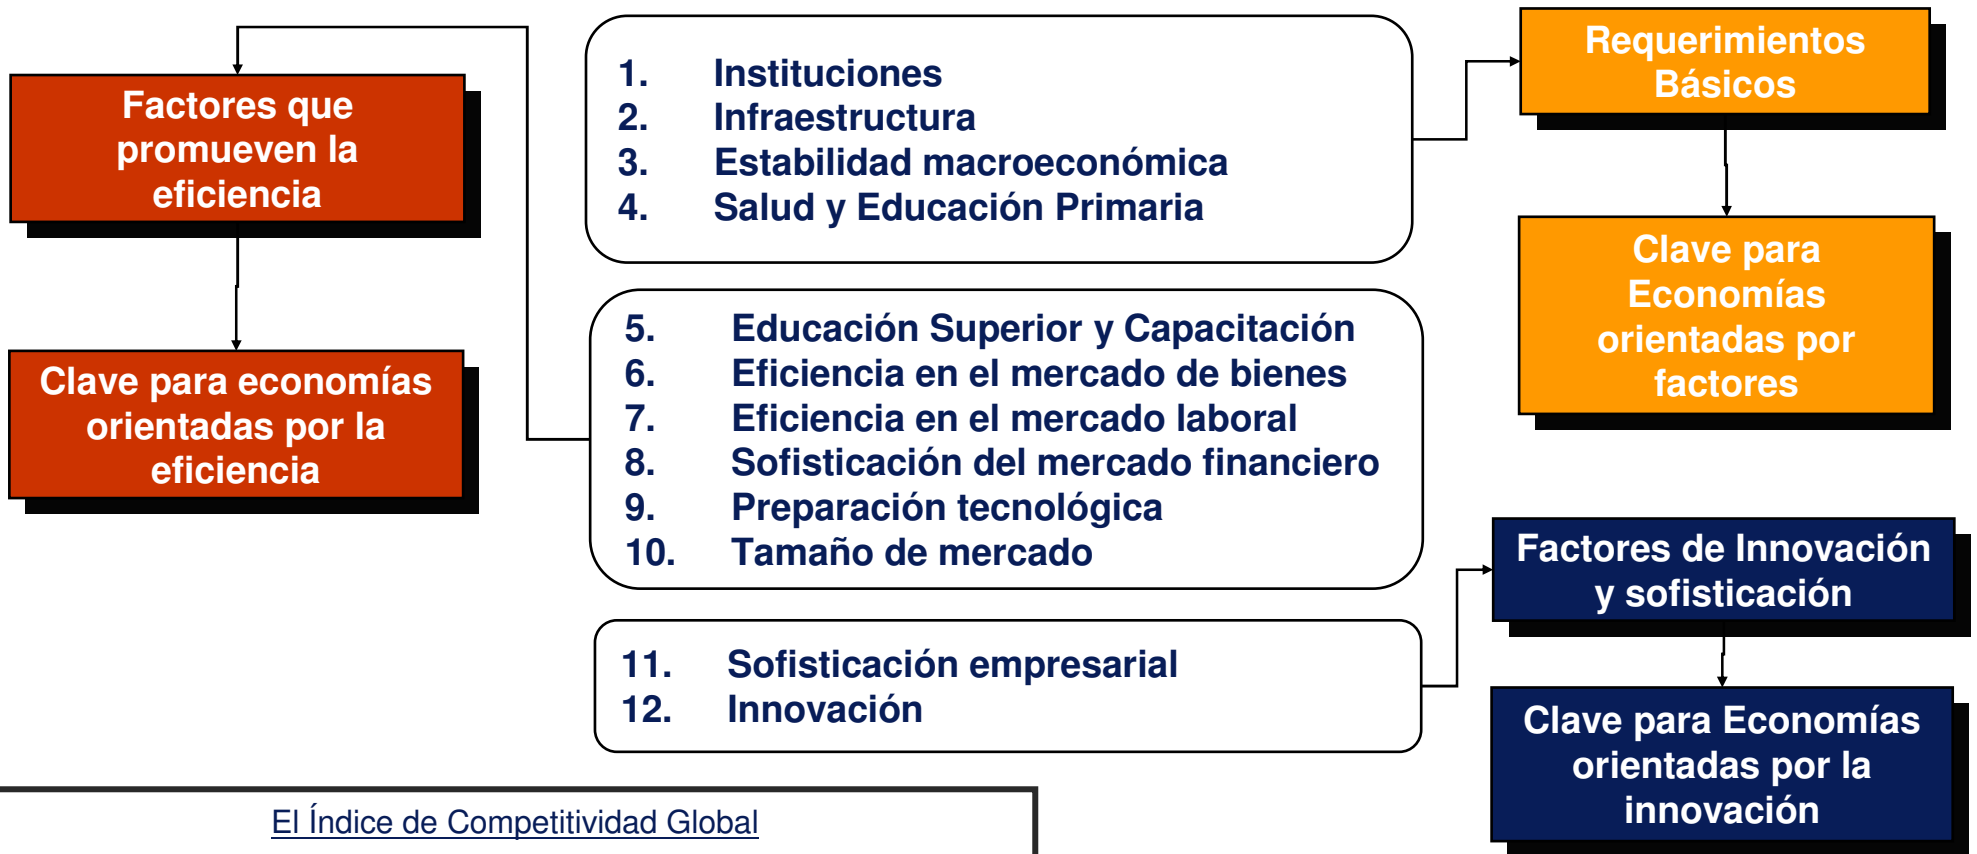 Factores que
promueven la
eficiencia
Clave para economías
orientadas por la
eficiencia
1. Instituciones
2. Infraestructura
3. Estabilidad macroeconómica
4. Salud y Educación Primaria
5. Educación Superior y Capacitación
6. Eficiencia en el mercado de bienes
7. Eficiencia en el mercado laboral
8. Sofisticación del mercado financiero
9. Preparación tecnológica
10. Tamaño de mercado
11. Sofisticación empresarial
12. Innovación
Requerimientos
Básicos
Clave para
Economías
orientadas por
factores
Factores de Innovación
y sofisticación
Clave para Economías
orientadas por la
innovación
El Índice de Competitividad Global